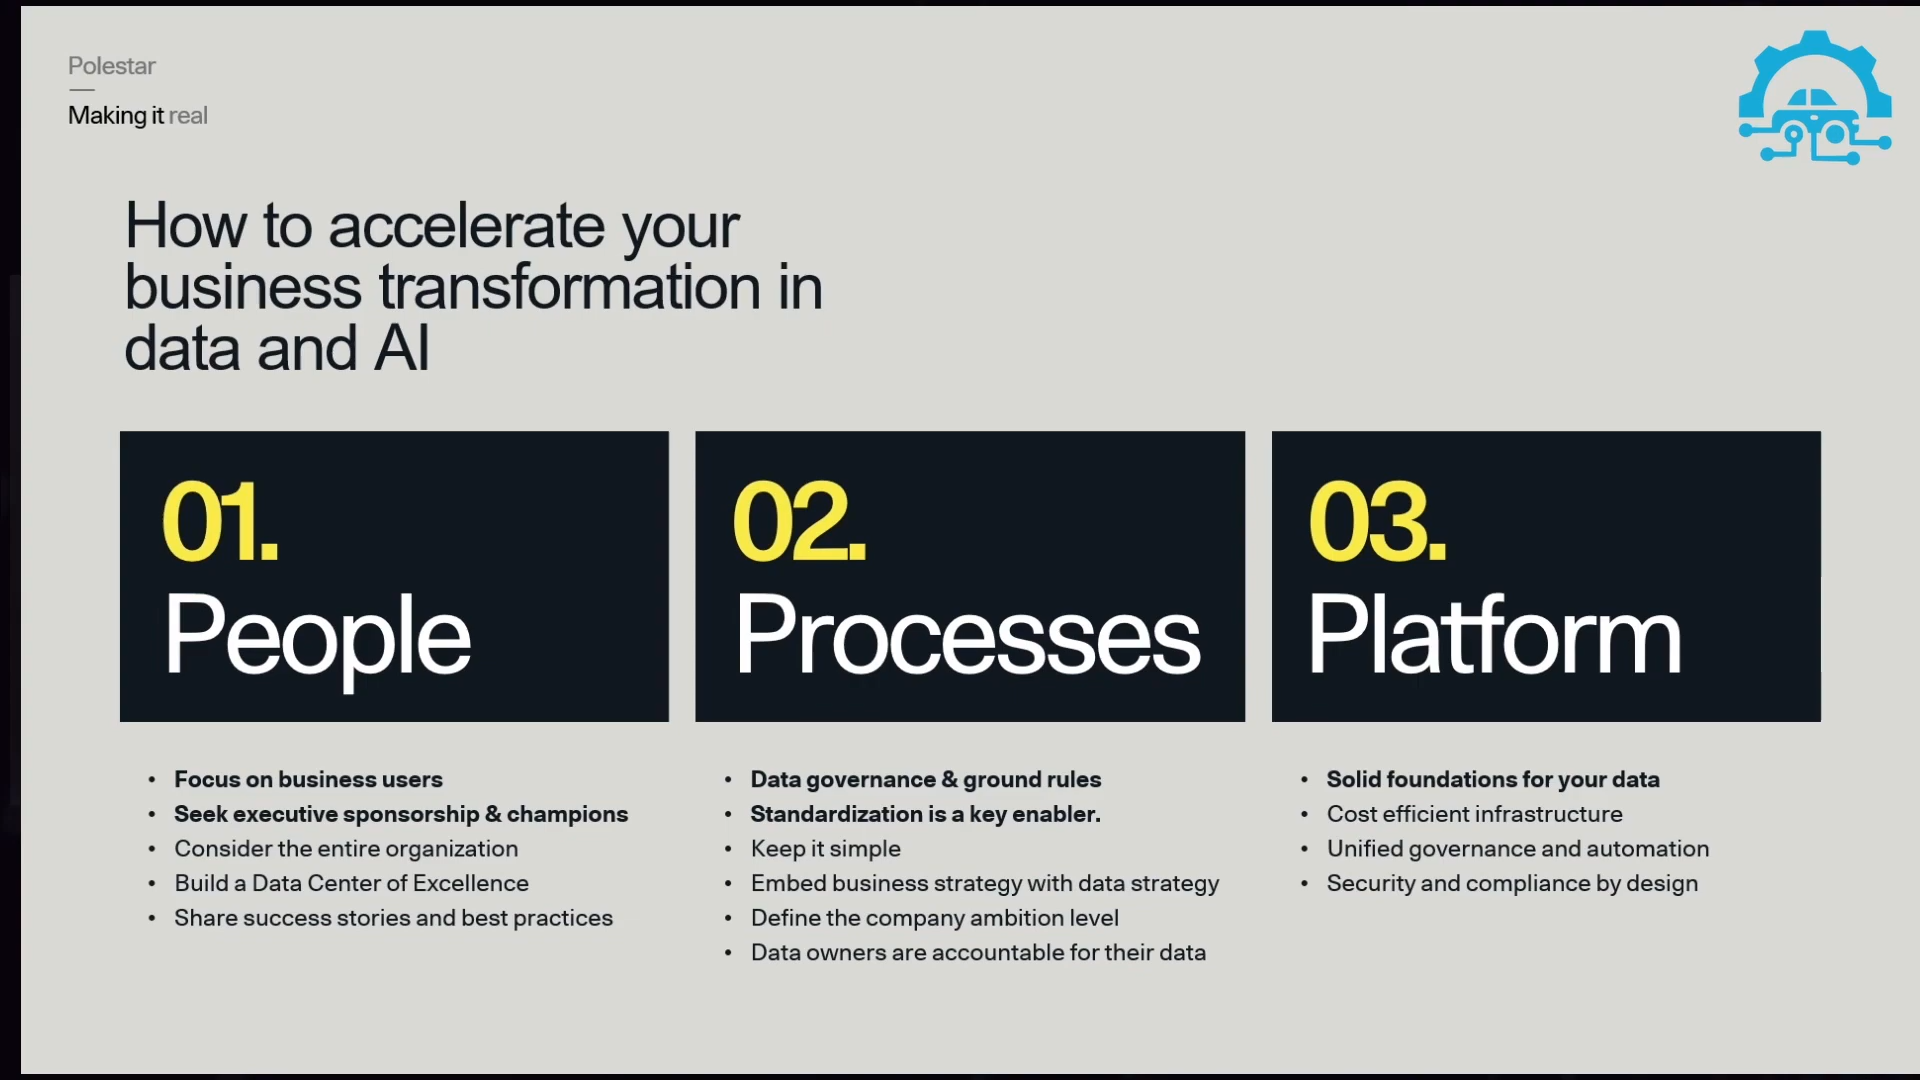 Polestar
Making it real
How to accelerate your
business transformation in
data and AI
01.
People
• Focus on business users
• Seek executive sponsorship & champions
• Consider the entire organization
• Build a Data Center of Excellence
• Share success stories and best practices
02.
Processes
• Data governance & ground rules
• Standardization is a key enabler.
• Keep it simple
• Embed business strategy with data strategy
• Define the company ambition level
• Data owners are accountable for their data
03.
Platform
• Solid foundations for your data
• Cost efficient infrastructure
• Unified governance and automation
• Security and compliance by design